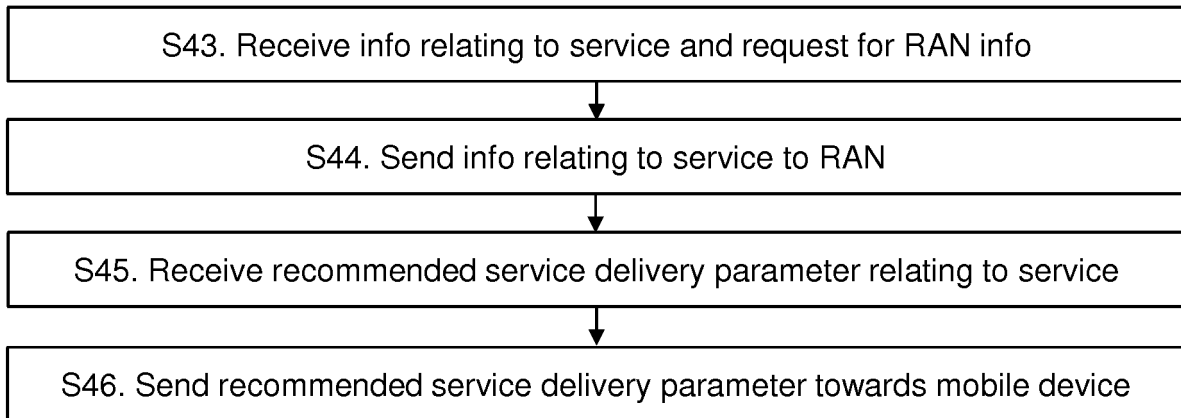 S43. Receive info relating to service and request for RAN info
S44. Send info relating to service to RAN
S45. Receive recommended service delivery parameter relating to service
S46. Send recommended service delivery parameter towards mobile device